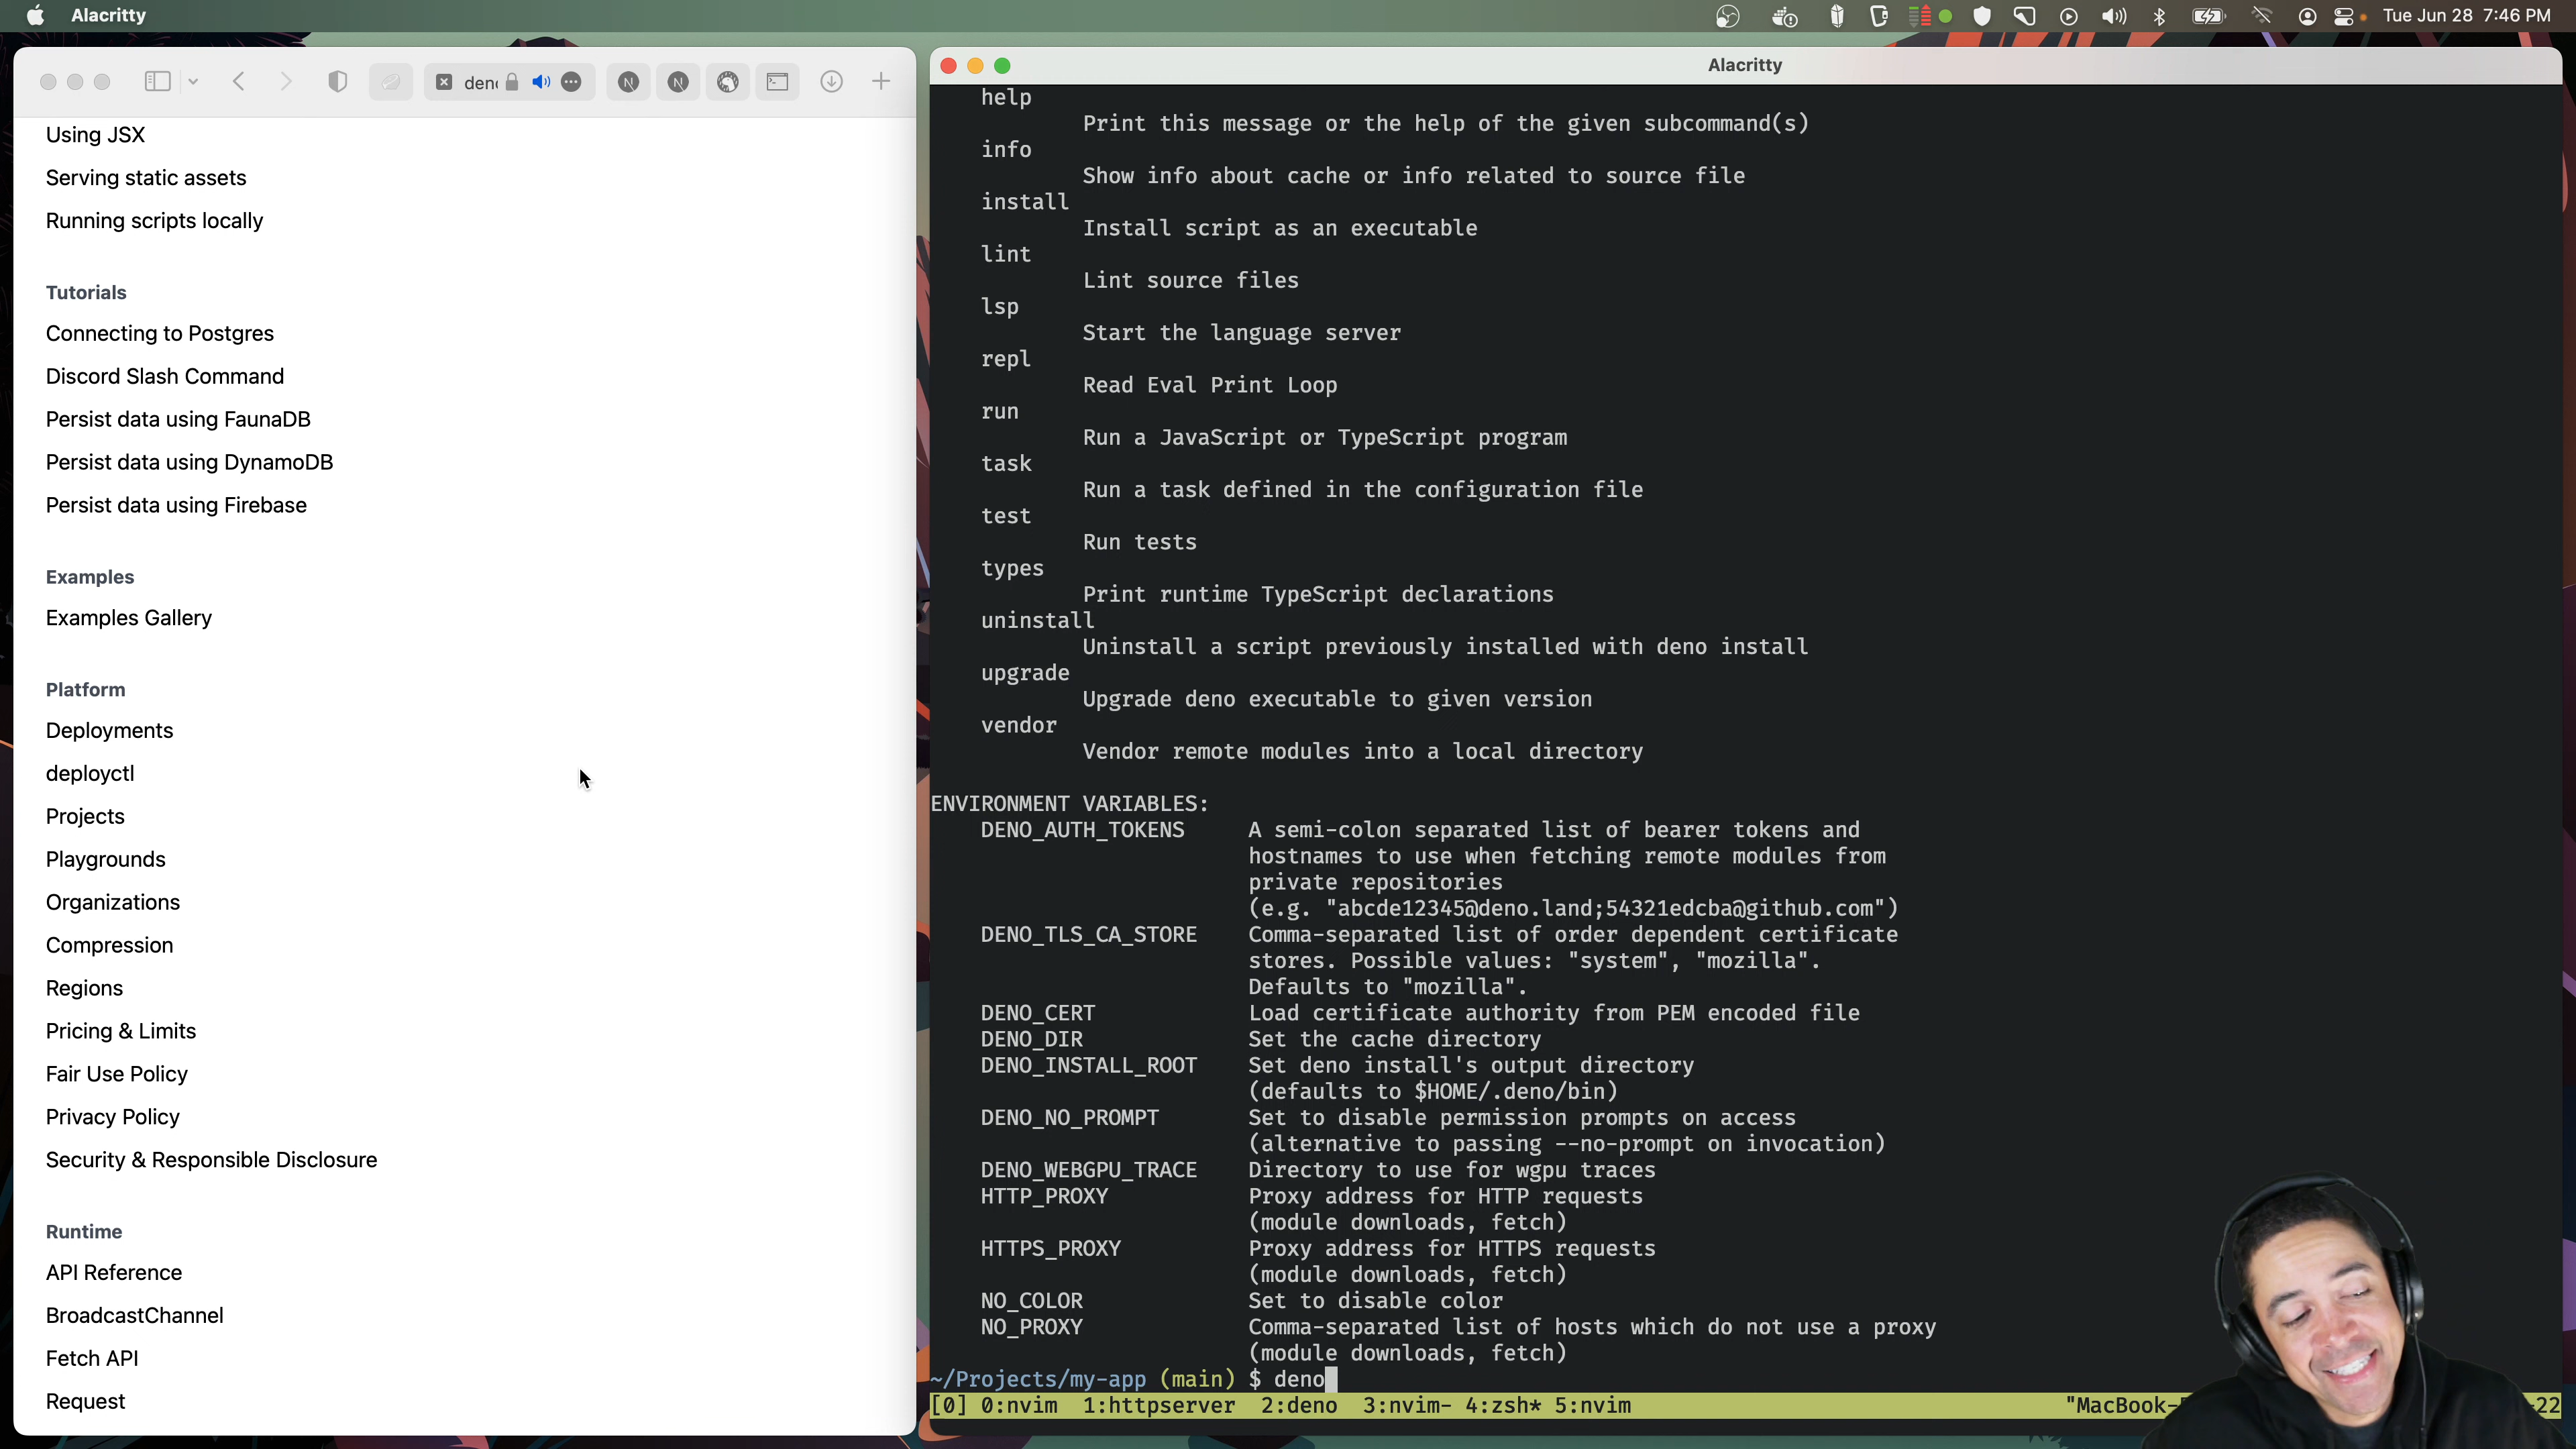 Alacritty
Tue Jun 28 7:46 PM
deno
Using JSX
Serving static assets
Running scripts locally
Tutorials
Connecting to Postgres
Discord Slash Command
Persist data using FaunaDB
Persist data using DynamoDB
Persist data using Firebase
Examples
Examples Gallery
Platform
Deployments
deployctl
Projects
Playgrounds
Organizations
Compression
Regions
Pricing & Limits
Fair Use Policy
Privacy Policy
Security & Responsible Disclosure
Runtime
API Reference
BroadcastChannel
Fetch API
Request
Alacritty
help
Print this message or the help of the given subcommand(s)
info
Show info about cache or info related to source file
install
Install script as an executable
lint
Lint source files
lsp
Start the language server
repl
Read Eval Print Loop
run
Run a JavaScript or TypeScript program
task
Run a task defined in the configuration file
test
Run tests
types
Print runtime TypeScript declarations
uninstall
Uninstall a script previously installed with deno install
upgrade
Upgrade deno executable to given version
vendor
Vendor remote modules into a local directory
ENVIRONMENT VARIABLES:
DENO_AUTH_TOKENS A semi-colon separated list of bearer tokens and
hostnames to use when fetching remote modules from
private repositories
(e.g. "abcde12345@deno.land;54321edcba@github.com")
DENO_TLS_CA_STORE Comma-separated list of order dependent certificate
stores. Possible values: "system", "mozilla".
Defaults to "mozilla".
DENO_CERT Load certificate authority from PEM encoded file
DENO_DIR Set the cache directory
DENO_INSTALL_ROOT Set deno install's output directory
(defaults to $HOME/.deno/bin)
DENO_NO_PROMPT Set to disable permission prompts on access
(alternative to passing --no-prompt on invocation)
DENO_WEBGPU_TRACE Directory to use for wgpu traces
HTTP_PROXY Proxy address for HTTP requests
(module downloads, fetch)
HTTPS_PROXY Proxy address for HTTPS requests
(module downloads, fetch)
NO_COLOR Set to disable color
NO_PROXY Comma-separated list of hosts which do not use a proxy
(module downloads, fetch)
~/Projects/my-app (main) $ deno
[0] 0:nvim 1:httpserver 2:deno 3:nvim- 4:zsh* 5:nvim "MacBook- -22